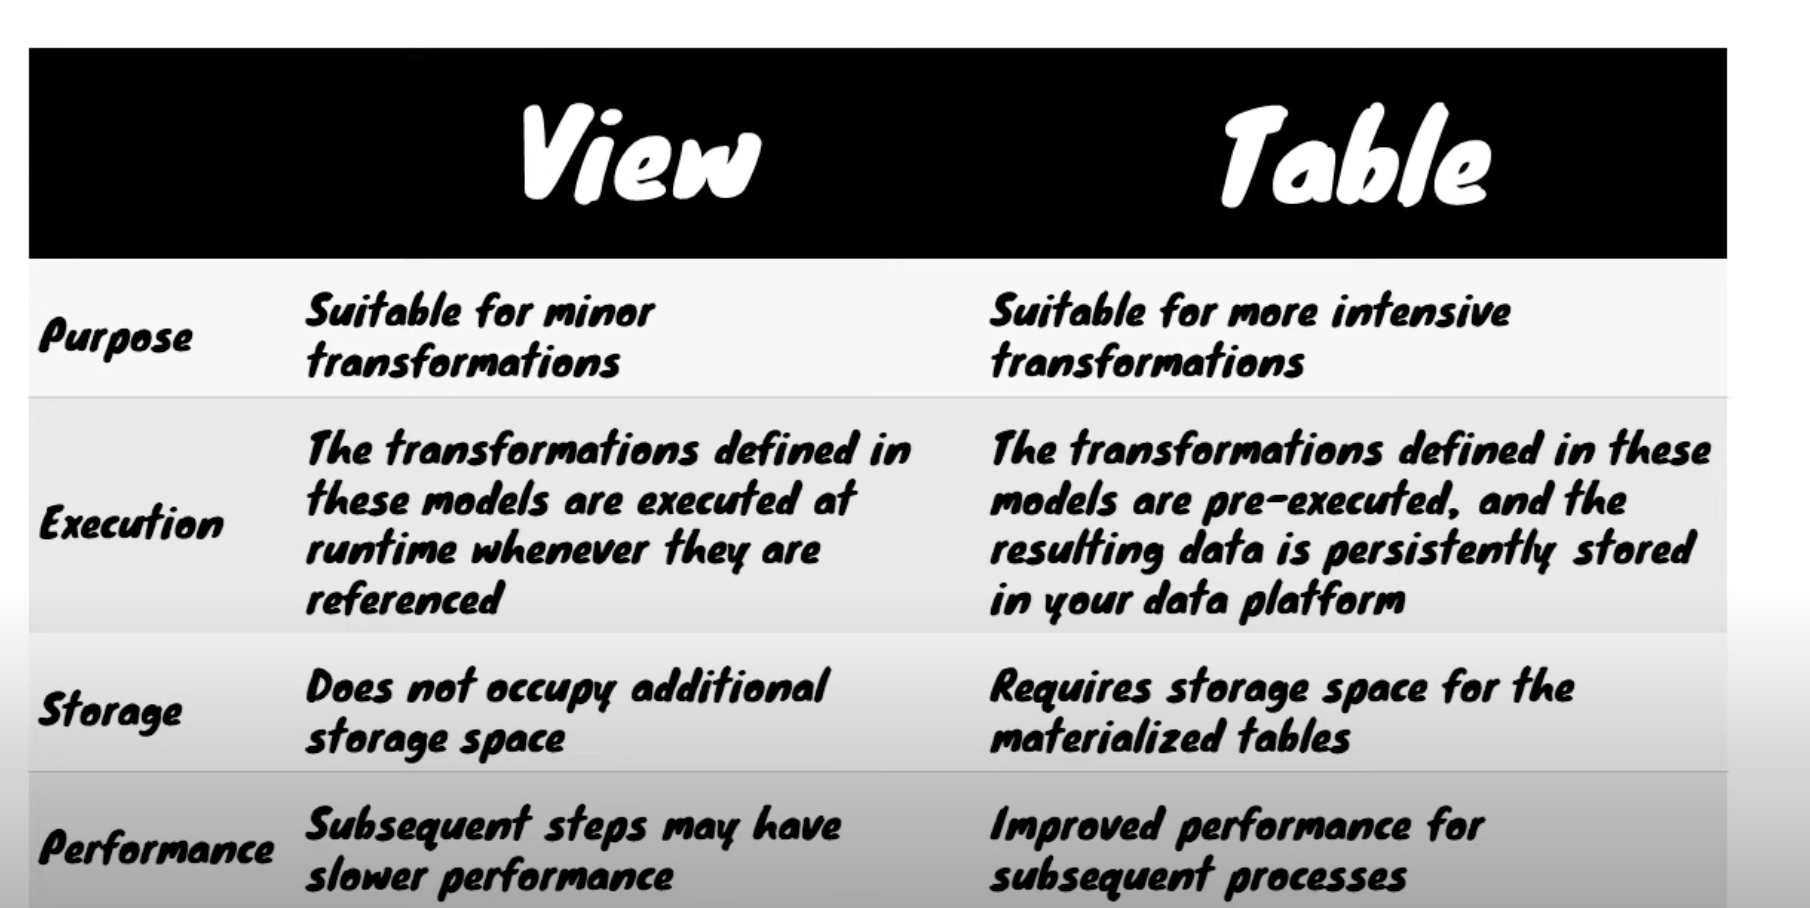 View Table
Purpose
Suitable for minor
transformations
Suitable for more intensive
transformations
Execution
The transformations defined in
these models are executed at
runtime whenever they are
referenced
The transformations defined in these
models are pre-executed, and the
resulting data is persistently stored
in your data platform
Storage
Does not occupy additional
storage space
Requires storage space for the
materialized tables
Performance
Subsequent steps may have
slower performance
Improved performance for
subsequent processes